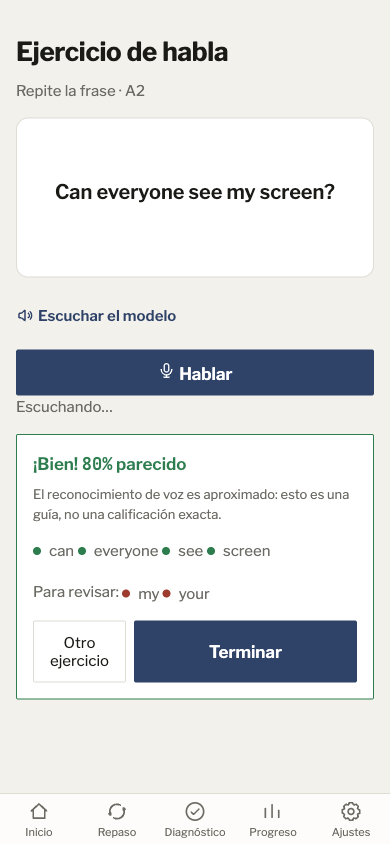 Ejercicio de habla
Repite la frase · A2
Can everyone see my screen?
Escuchar el modelo
Hablar
Escuchando...
¡Bien! 80% parecido
El reconocimiento de voz es aproximado: esto es una
guía, no una calificación exacta.
can everyone see screen
Para revisar: my your
Otro
ejercicio
Terminar
Inicio Repaso Diagnóstico Progreso Ajustes